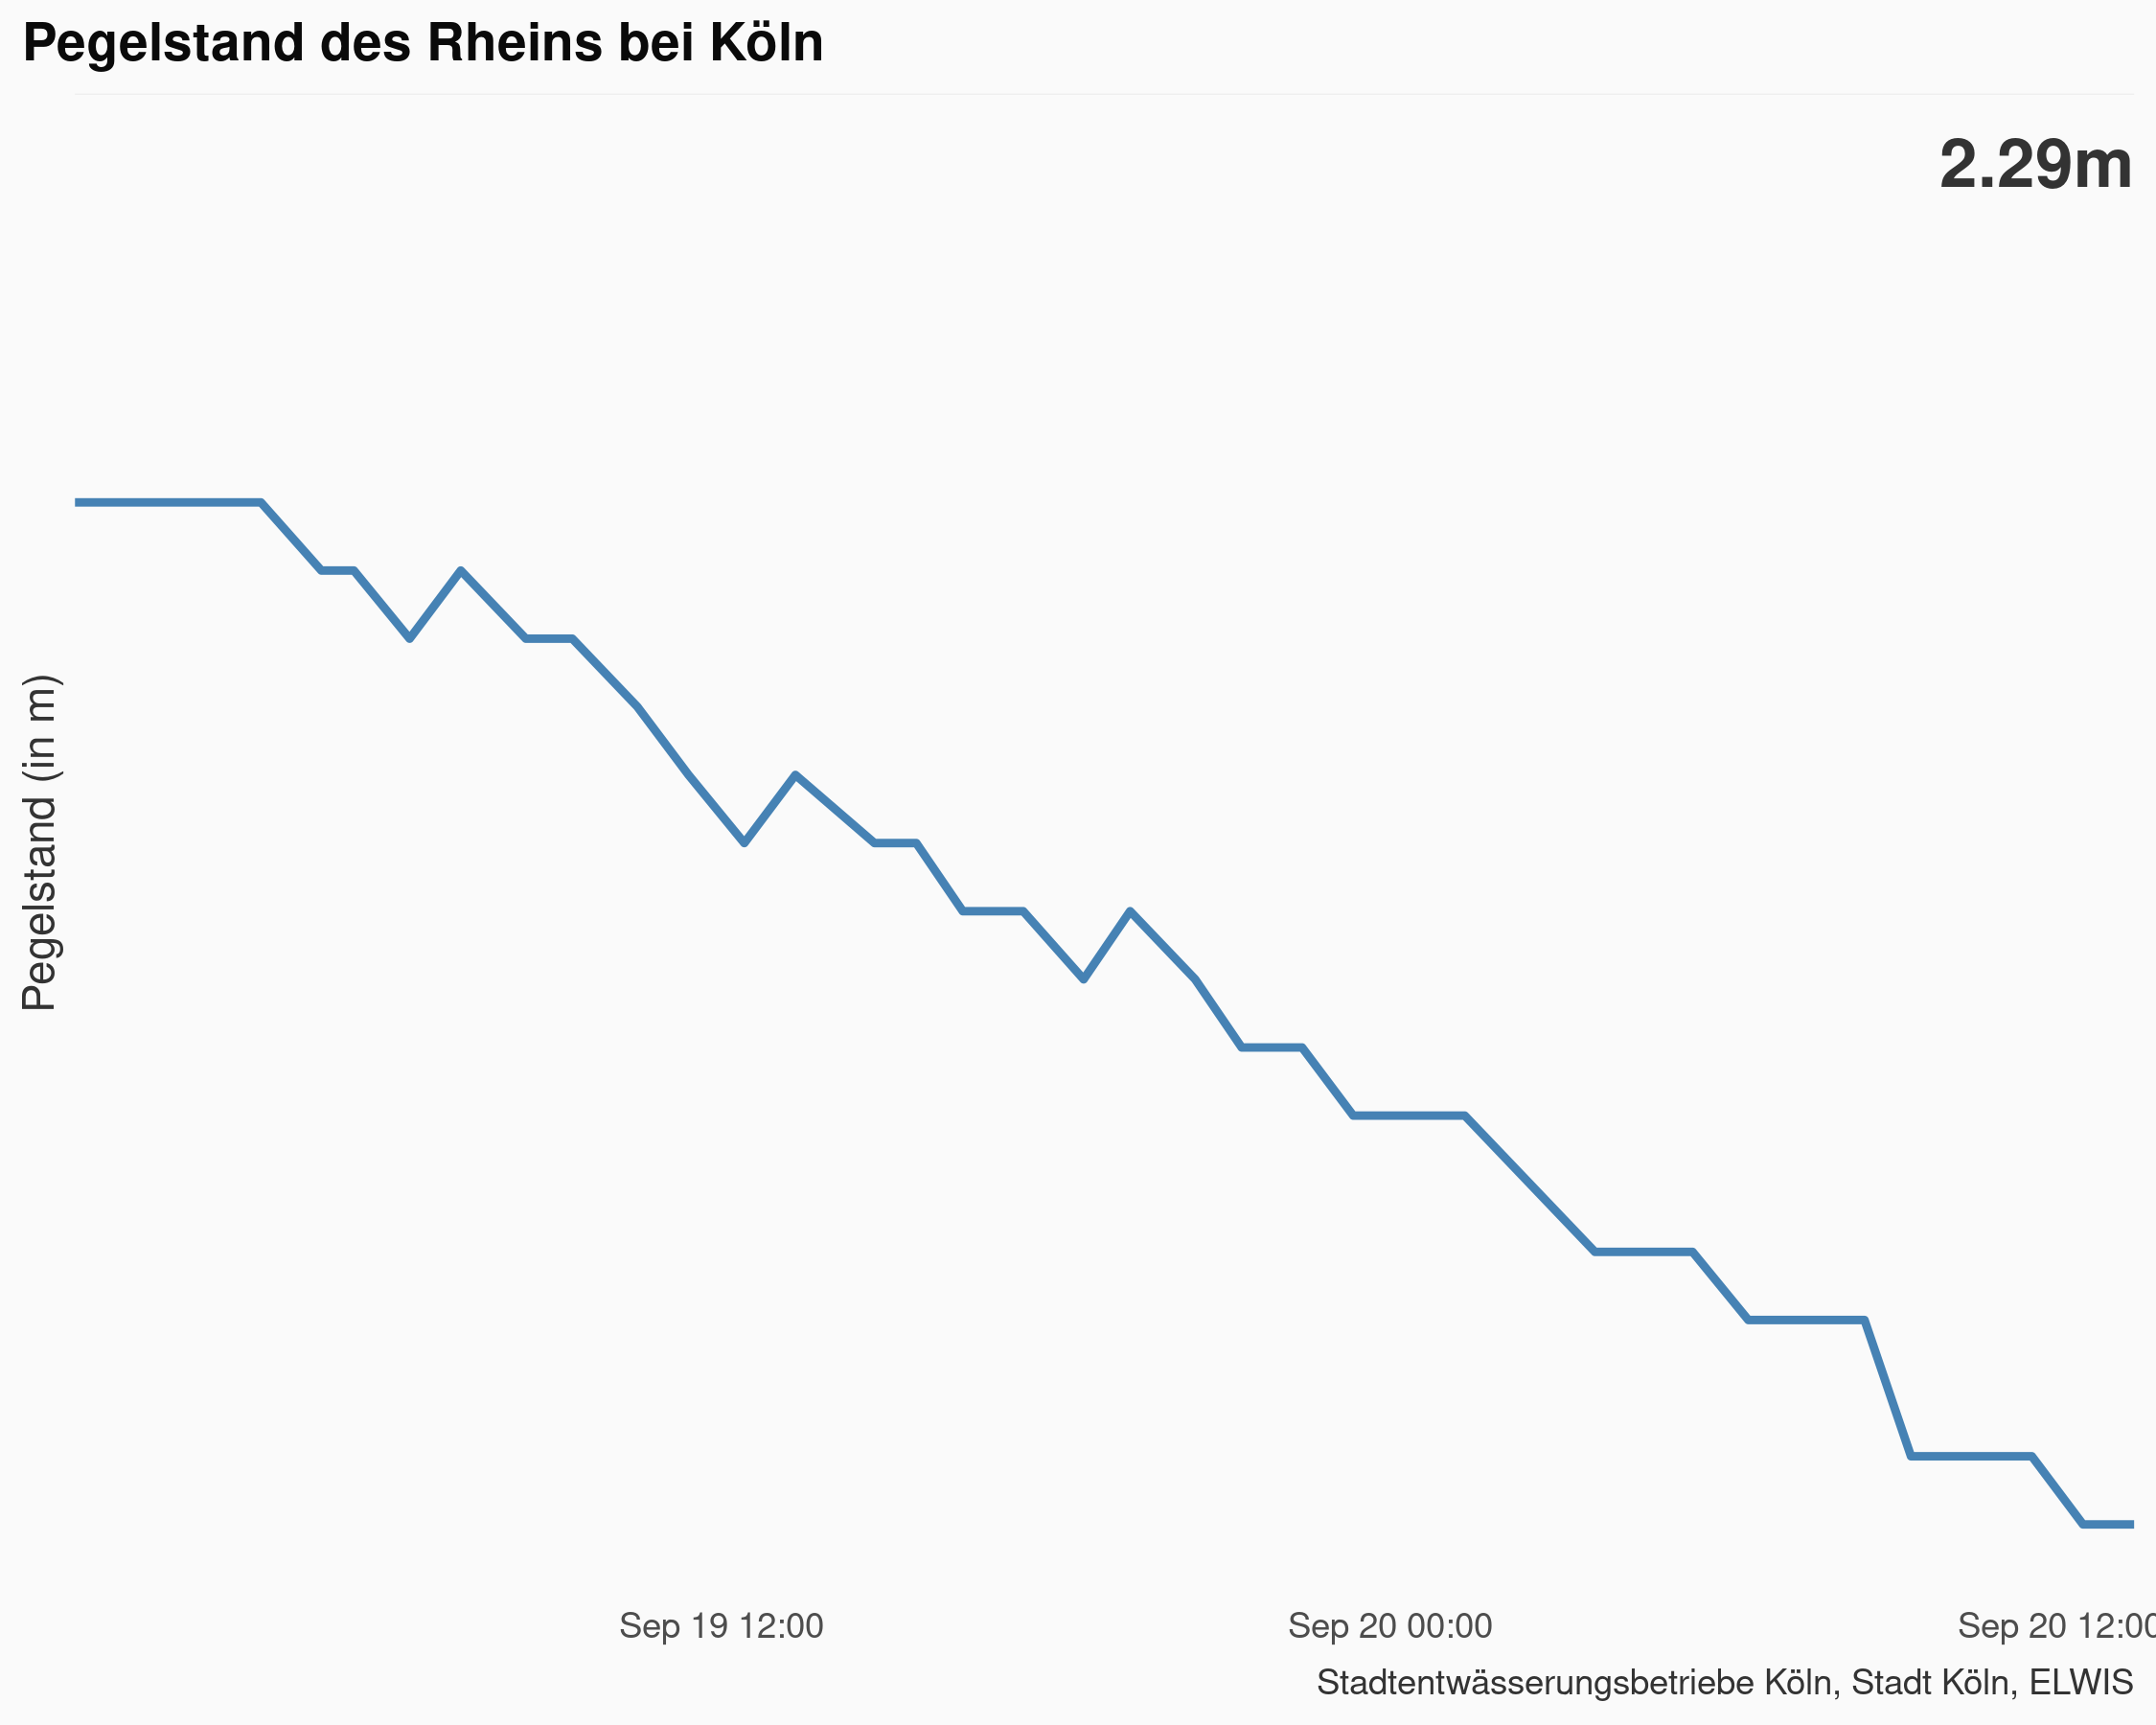 Pegelstand des Rheins bei Köln
2.29m
Pegelstand (in m)
Sep 19 12:00
Sep 20 00:00
Sep 20 12:00
Stadtentwässerungsbetriebe Köln, Stadt Köln, ELWIS